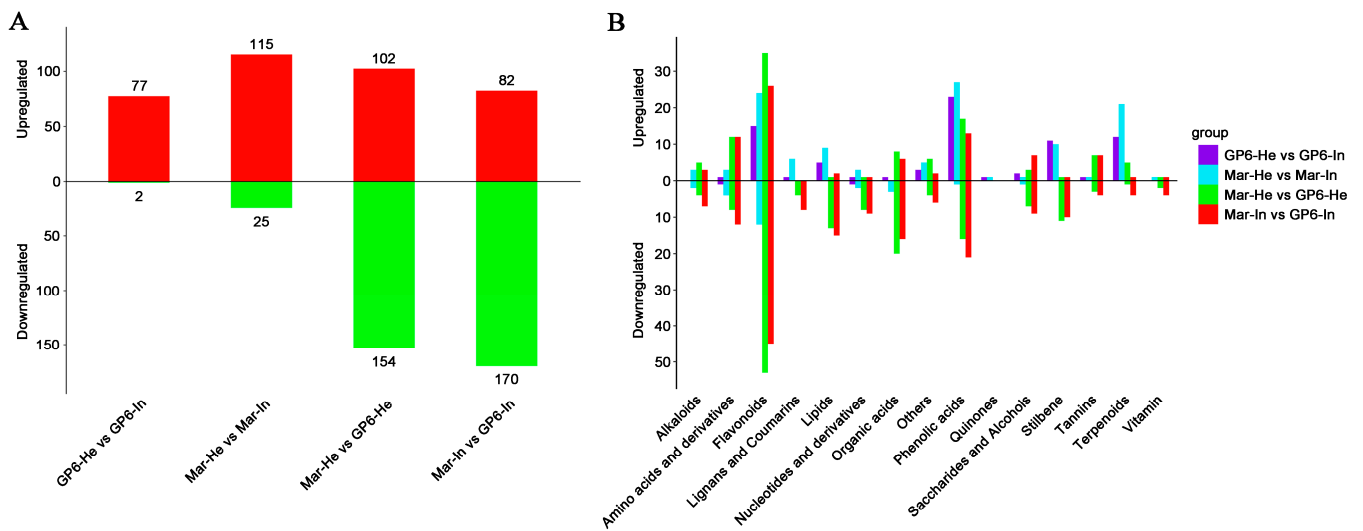 A
Upregulated
Downregulated
100
50
0
50
100
150
77
115
102
82
2
25
154
170
GP6-He vs GP6-In
Mar-He vs Mar-In
Mar-He vs GP6-He
Mar-In vs GP6-In
B
Upregulated
Downregulated
30
20
10
0
10
20
30
40
50
Alkaloids
Amino acids and derivatives
Flavonoids
Lignans and Coumarins
Lipids
Nucleotides and derivatives
Organic acids
Others
Phenolic acids
Quinones
Saccharides and Alcohols
Stilbene
Tannins
Terpenoids
Vitamin
group
GP6-He vs GP6-In
Mar-He vs Mar-In
Mar-He vs GP6-He
Mar-In vs GP6-In